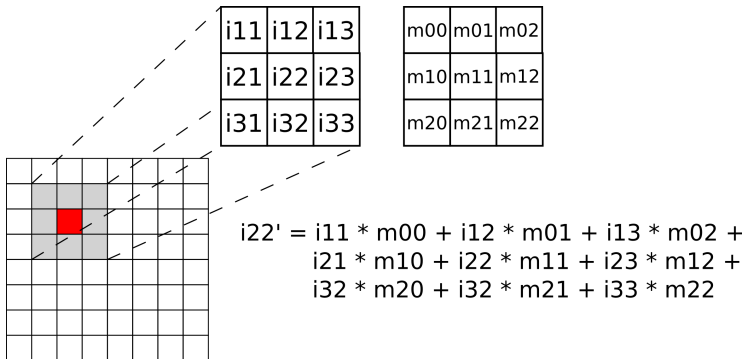 i11 i12 i13 m00 m01 m02
i21 i22 i23 m10 m11 m12
i31 i32 i33 m20 m21 m22
i22' = i11 * m00 + i12 * m01 + i13 * m02 +
i21 * m10 + i22 * m11 + i23 * m12 +
i32 * m20 + i32 * m21 + i33 * m22